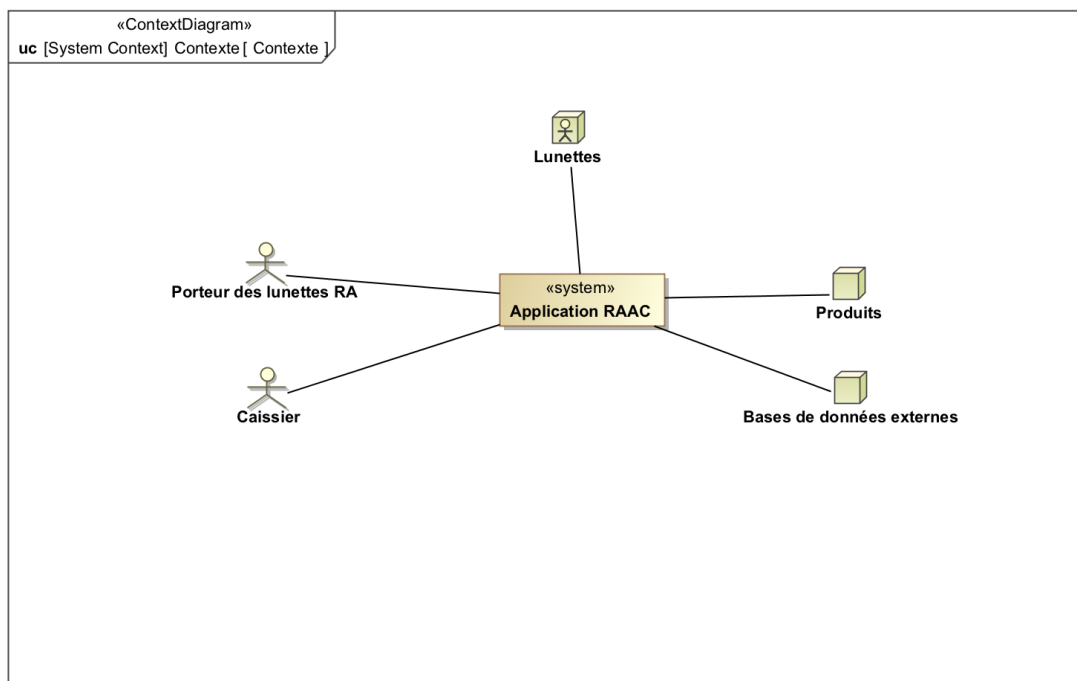 «ContextDiagram»
uc [System Context] Contexte [ Contexte ]
Lunettes
Porteur des lunettes RA
«system»
Application RAAC
Produits
Caissier
Bases de données externes